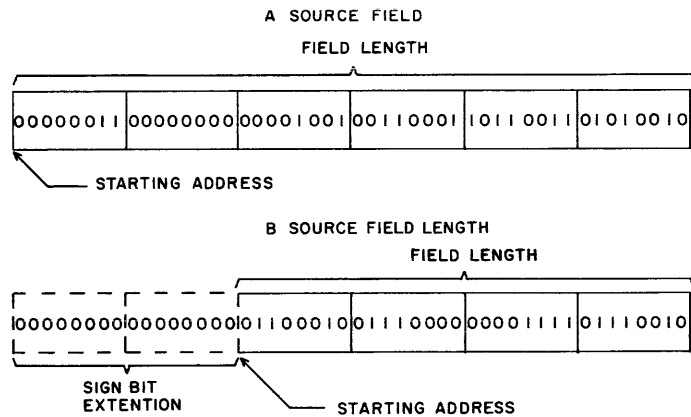 A SOURCE FIELD
FIELD LENGTH
00000011 00000000 00001001 00110001 10110011 01010010
STARTING ADDRESS
B SOURCE FIELD LENGTH
FIELD LENGTH
00000000 00000000 01100010 01110000 00001111 01110010
SIGN BIT
EXTENTION
STARTING ADDRESS